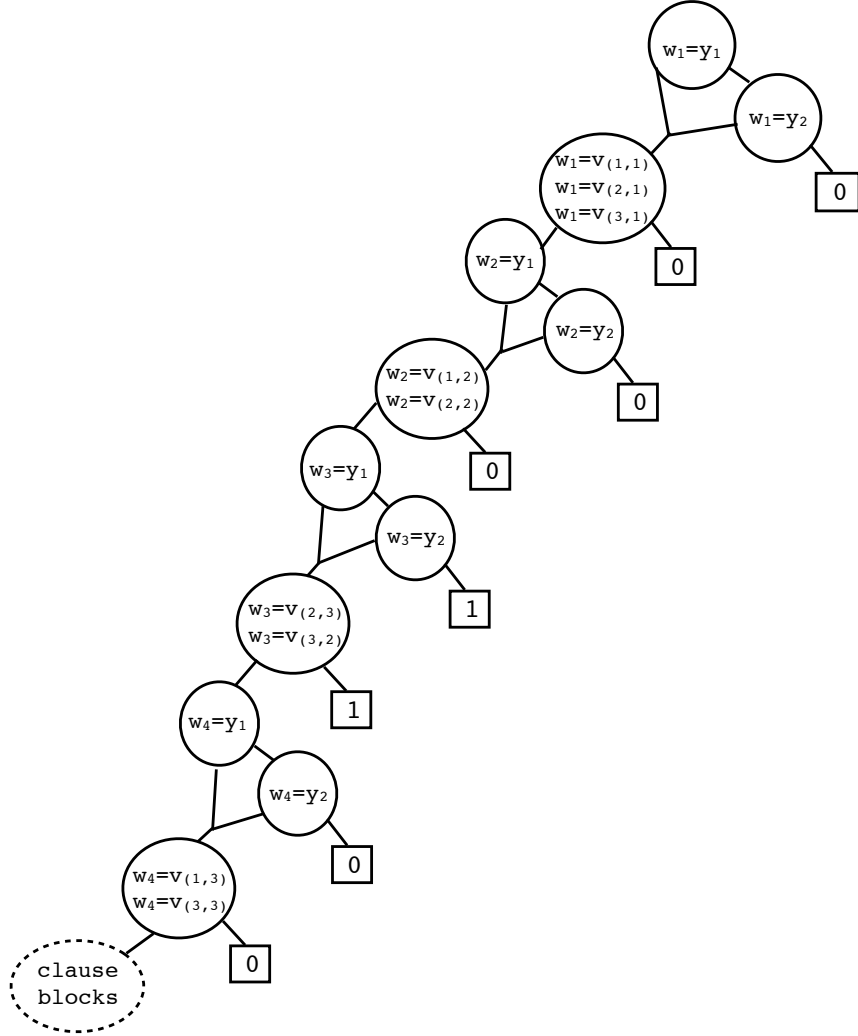 w₁=y₁
w₁=y₂
0
w₁=v₍₁,₁₎
w₁=v₍₂,₁₎
w₁=v₍₃,₁₎
0
w₂=y₁
w₂=y₂
0
w₂=v₍₁,₂₎
w₂=v₍₂,₂₎
0
w₃=y₁
w₃=y₂
1
w₃=v₍₂,₃₎
w₃=v₍₃,₂₎
1
w₄=y₁
w₄=y₂
0
w₄=v₍₁,₃₎
w₄=v₍₃,₃₎
0
clause
blocks